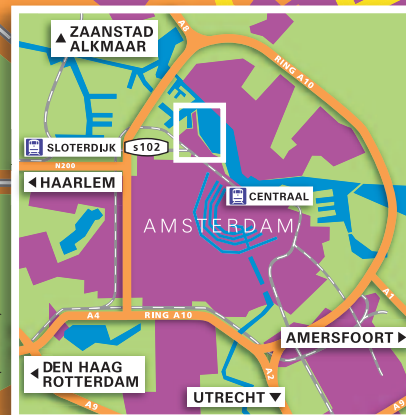 ▲ ZAANSTAD
ALKMAAR
A8
RING A10
SLOTERDIJK
s102
N200
◀HAARLEM
CENTRAAL
AMSTERDAM
A4
RING A10
A1
AMERSFOORT▶
◀DEN HAAG
ROTTERDAM
A2
UTRECHT▼
A9
A9